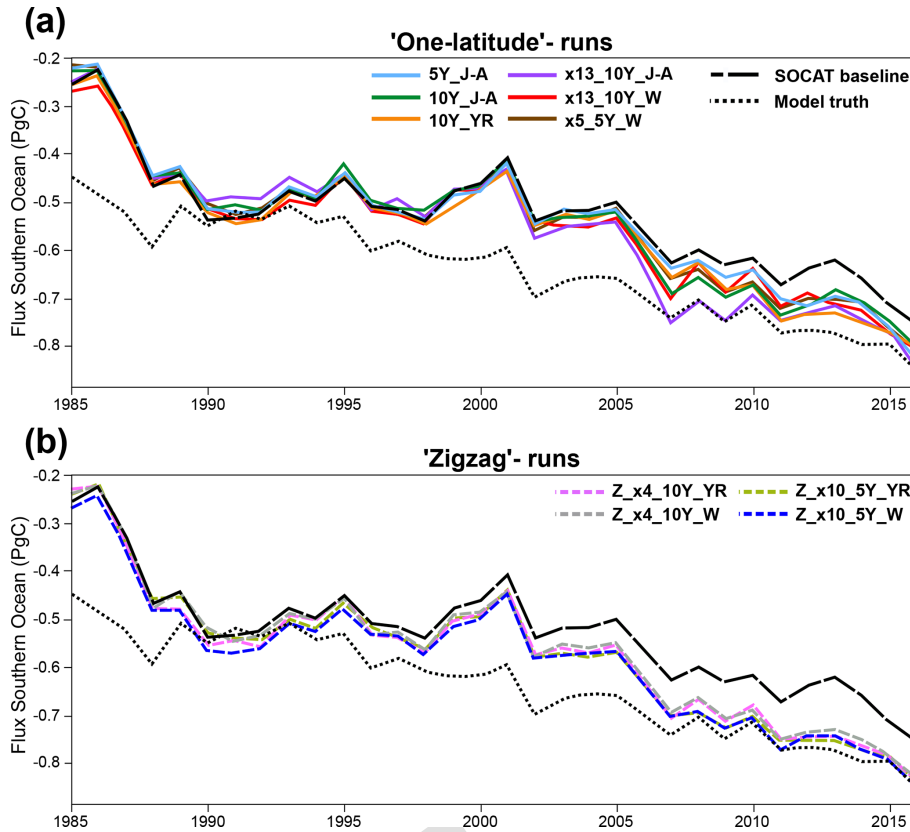 (a)
'One-latitude'- runs
5Y_J-A x13_10Y_J-A SOCAT baseline
10Y_J-A x13_10Y_W Model truth
10Y_YR x5_5Y_W
Flux Southern Ocean (PgC)
-0.2
-0.3
-0.4
-0.5
-0.6
-0.7
-0.8
1985 1990 1995 2000 2005 2010 2015
(b)
'Zigzag'- runs
Z_x4_10Y_YR Z_x10_5Y_YR
Z_x4_10Y_W Z_x10_5Y_W
Flux Southern Ocean (PgC)
-0.2
-0.3
-0.4
-0.5
-0.6
-0.7
-0.8
1985 1990 1995 2000 2005 2010 2015